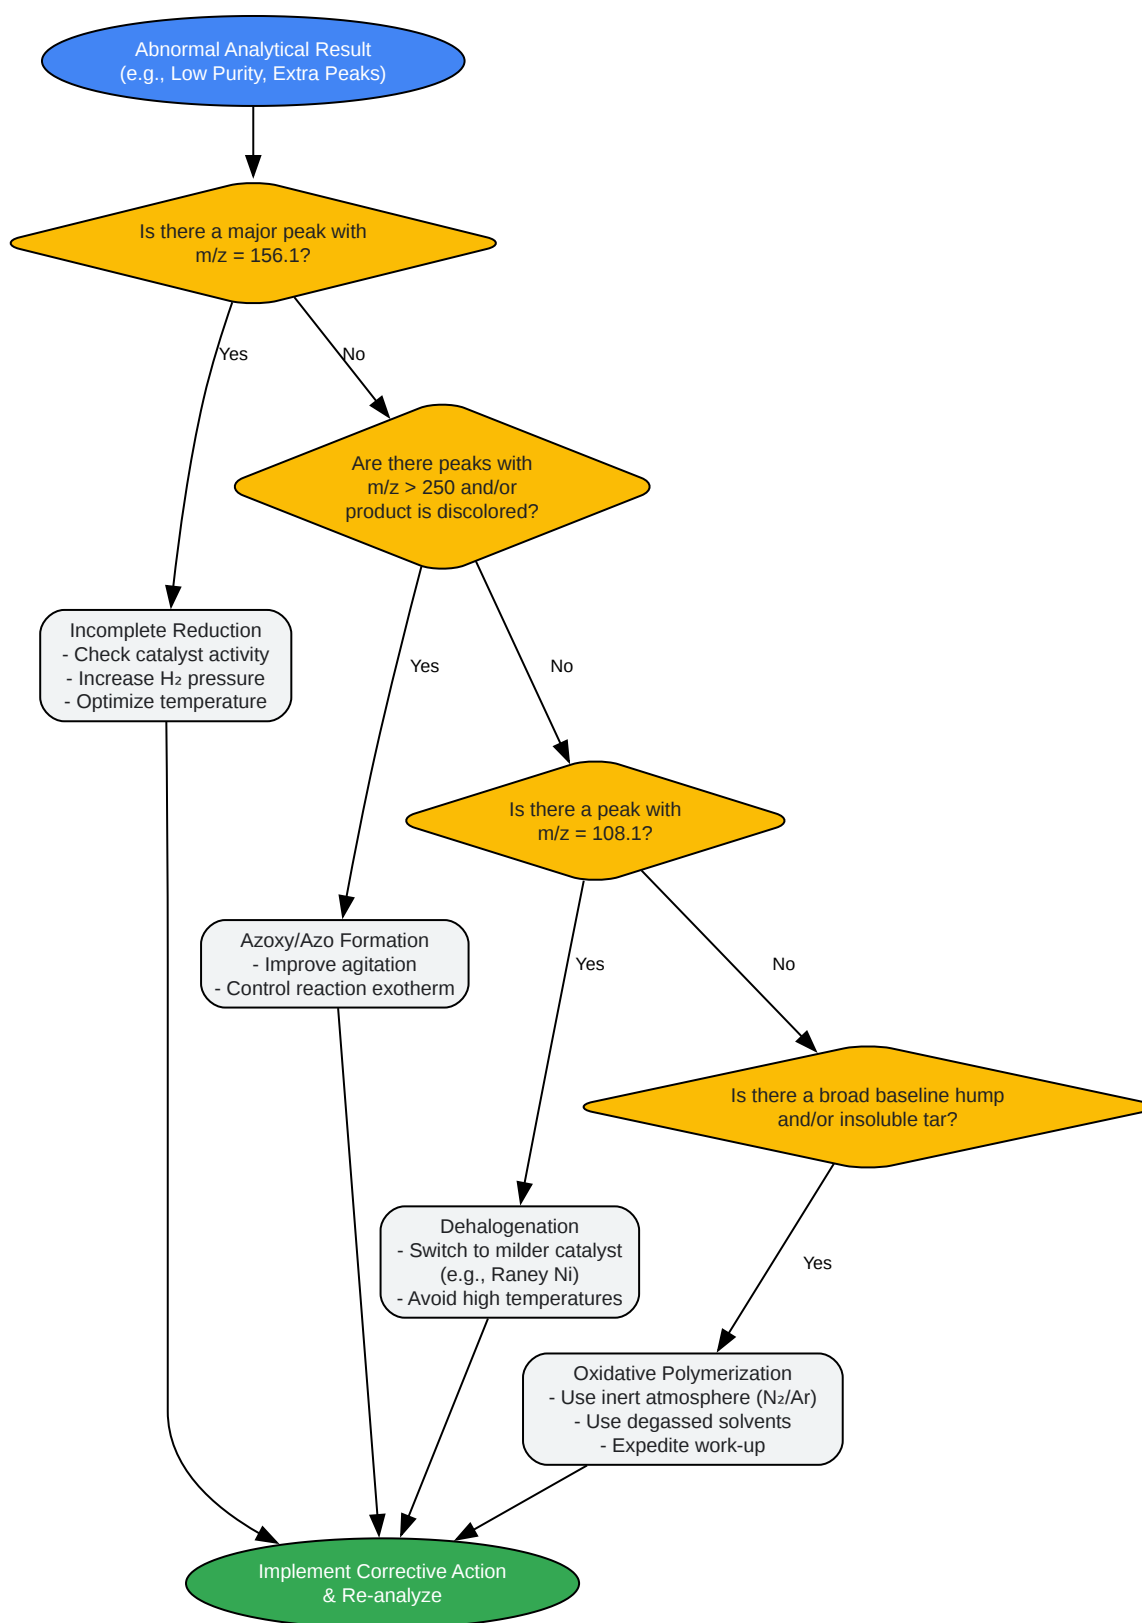 Abnormal Analytical Result
(e.g., Low Purity, Extra Peaks)
Is there a major peak with
m/z = 156.1?
Yes
No
Are there peaks with
m/z > 250 and/or
product is discolored?
Incomplete Reduction
- Check catalyst activity
- Increase H₂ pressure
- Optimize temperature
Yes
No
Is there a peak with
m/z = 108.1?
Azoxy/Azo Formation
- Improve agitation
- Control reaction exotherm
Yes
No
Is there a broad baseline hump
and/or insoluble tar?
Dehalogenation
- Switch to milder catalyst
(e.g., Raney Ni)
- Avoid high temperatures
Yes
Oxidative Polymerization
- Use inert atmosphere (N₂/Ar)
- Use degassed solvents
- Expedite work-up
Implement Corrective Action
& Re-analyze